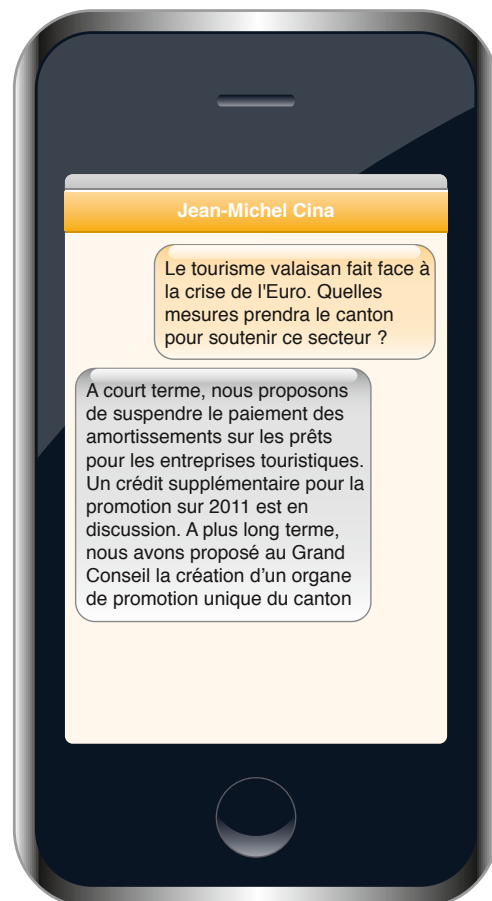 Jean-Michel Cina
Le tourisme valaisan fait face à
la crise de l'Euro. Quelles
mesures prendra le canton
pour soutenir ce secteur ?
A court terme, nous proposons
de suspendre le paiement des
amortissements sur les prêts
pour les entreprises touristiques.
Un crédit supplémentaire pour la
promotion sur 2011 est en
discussion. A plus long terme,
nous avons proposé au Grand
Conseil la création d’un organe
de promotion unique du canton